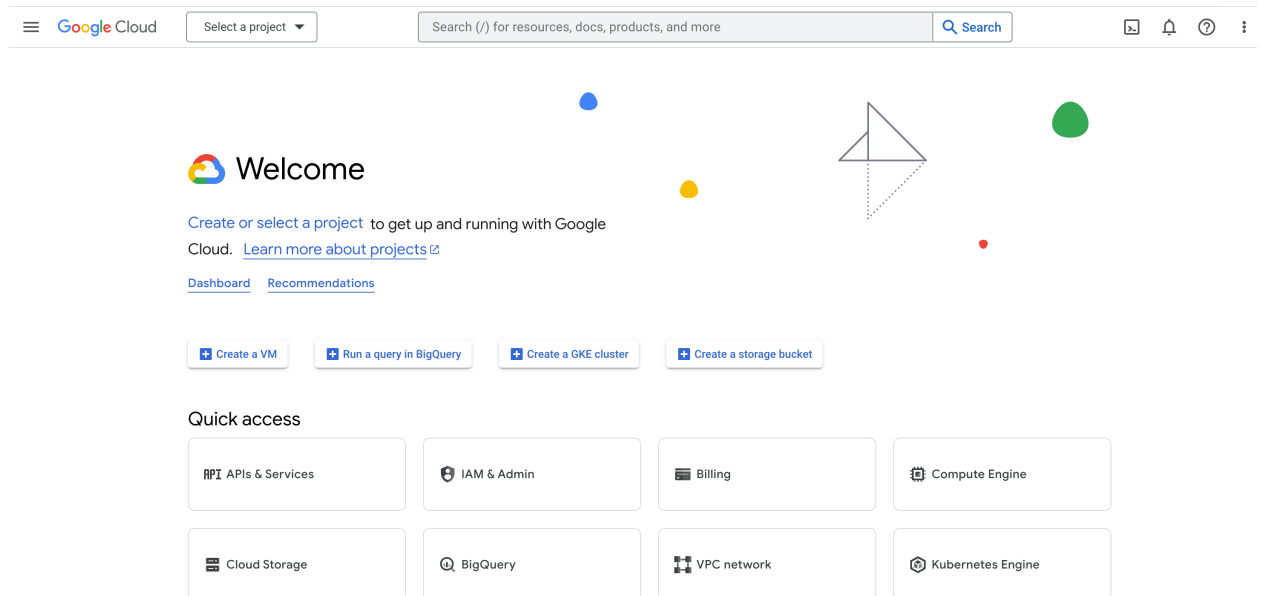 Google Cloud Select a project Search (/) for resources, docs, products, and more Search
Welcome
Create or select a project to get up and running with Google
Cloud. Learn more about projects
Dashboard Recommendations
Create a VM Run a query in BigQuery Create a GKE cluster Create a storage bucket
Quick access
API APIs & Services IAM & Admin Billing Compute Engine
Cloud Storage BigQuery VPC network Kubernetes Engine